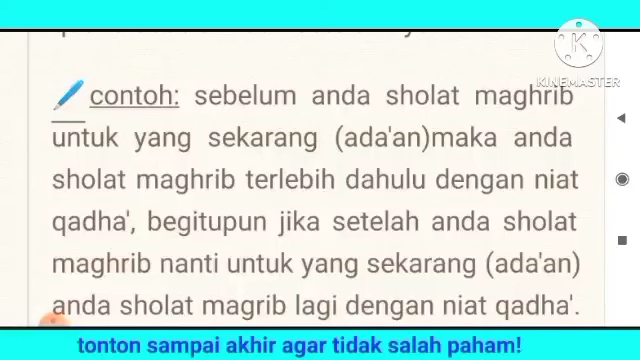 KINEMASTER
contoh: sebelum anda sholat maghrib
untuk yang sekarang (ada'an)maka anda
sholat maghrib terlebih dahulu dengan niat
qadha', begitupun jika setelah anda sholat
maghrib nanti untuk yang sekarang (ada'an)
anda sholat magrib lagi dengan niat qadha'.
tonton sampai akhir agar tidak salah paham!